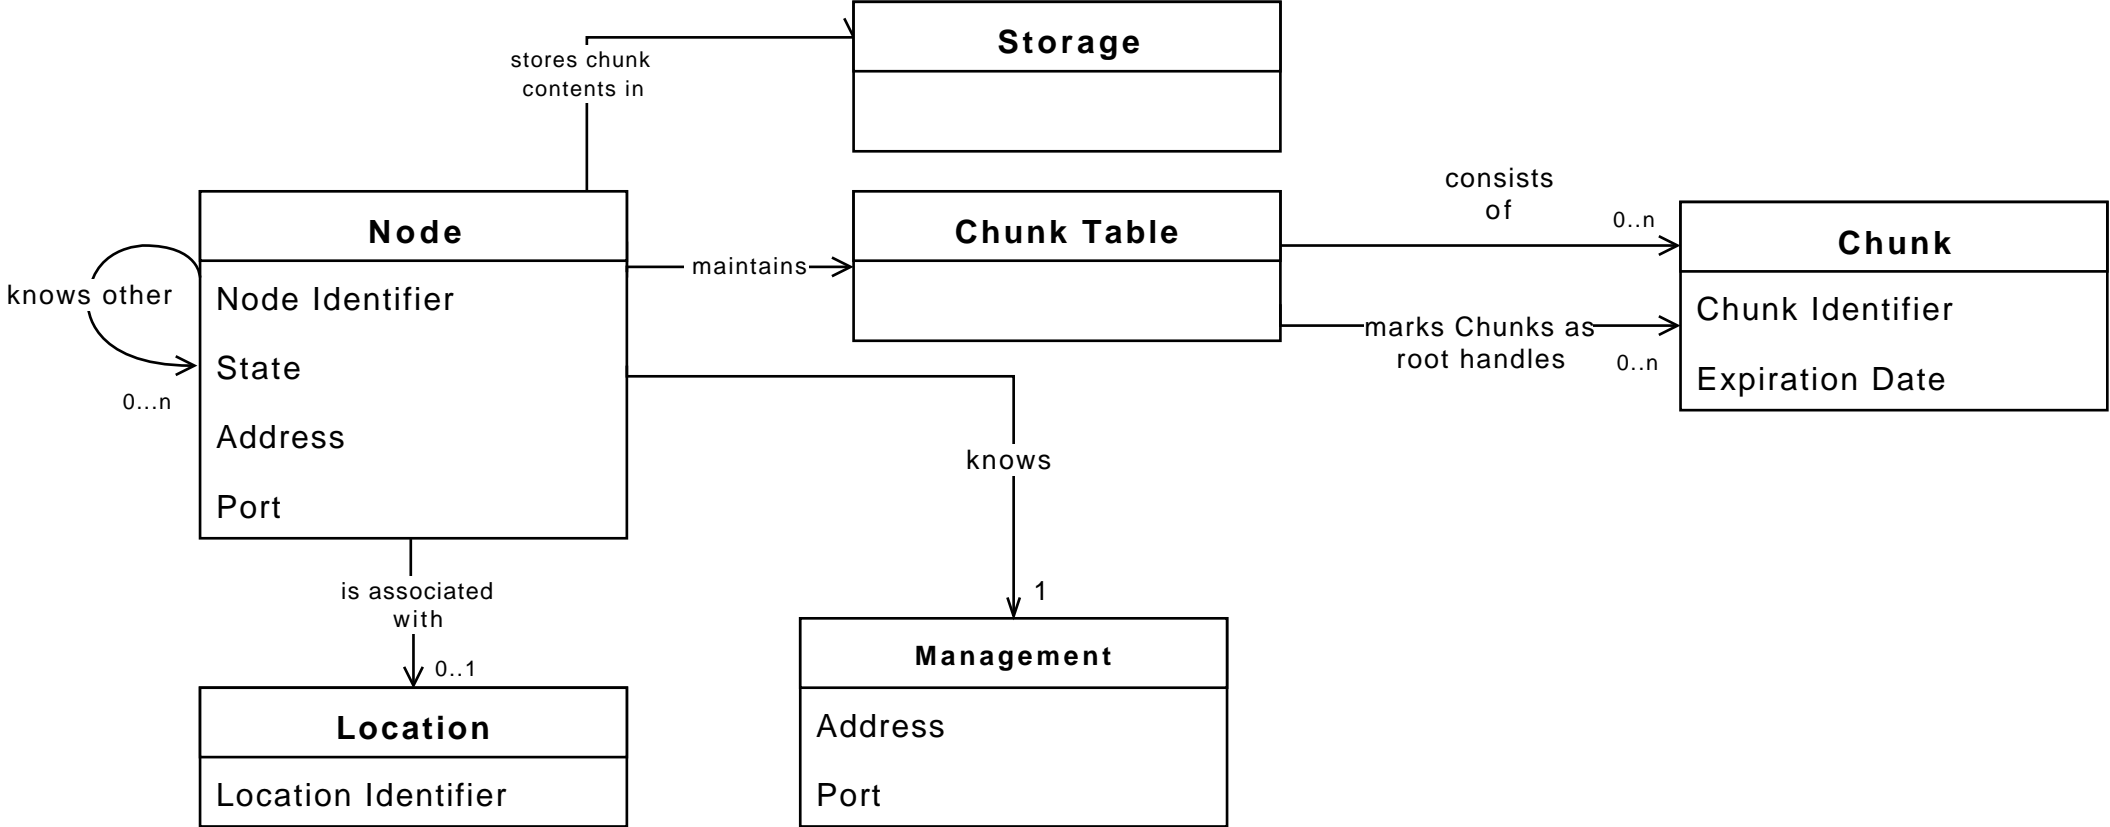 Storage
stores chunk
contents in
Node
Node Identifier
State
Address
Port
knows other
0...n
maintains
Chunk Table
consists
of
0..n
marks Chunks as
root handles
0..n
Chunk
Chunk Identifier
Expiration Date
knows
1
is associated
with
0..1
Location
Location Identifier
Management
Address
Port